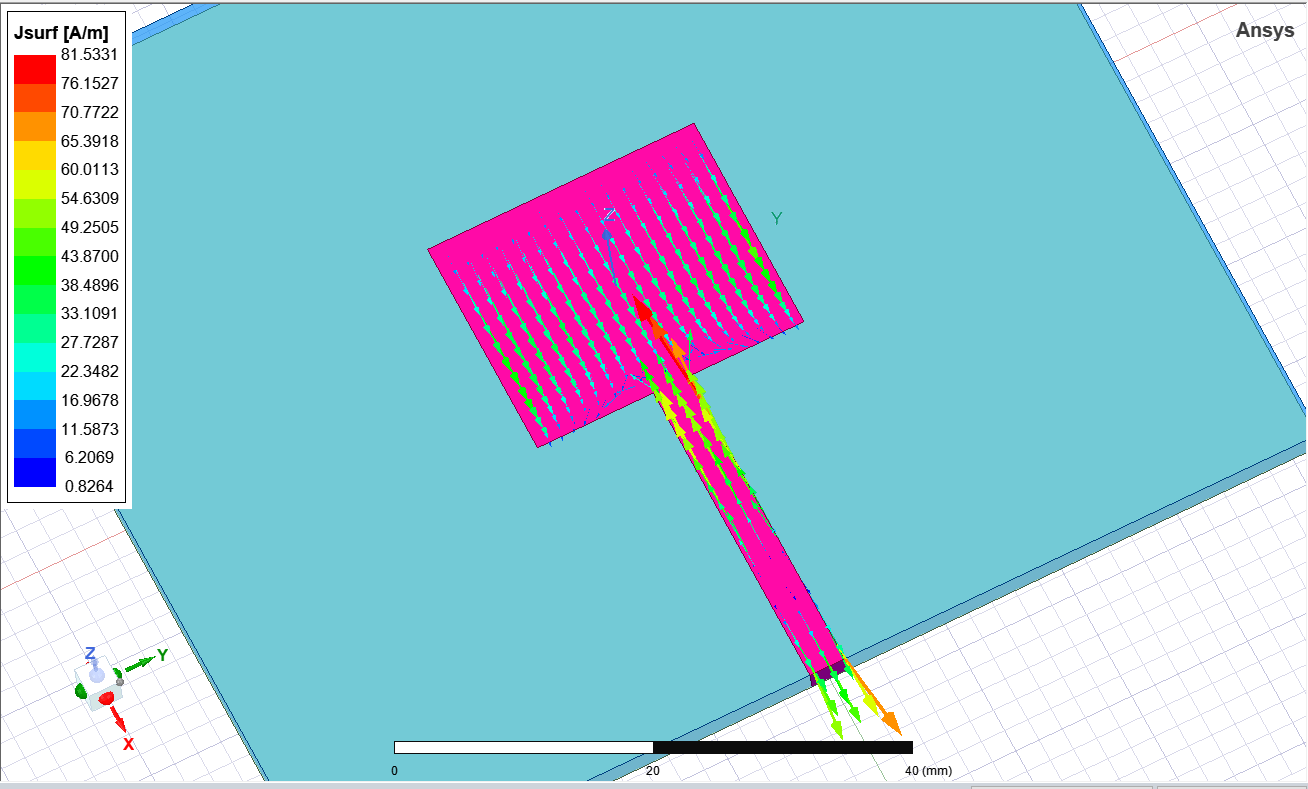 Jsurf [A/m]
81.5331
76.1527
70.7722
65.3918
60.0113
54.6309
49.2505
43.8700
38.4896
33.1091
27.7287
22.3482
16.9678
11.5873
6.2069
0.8264
Ansys
Z
Y
Z
Y
X
0 20 40 (mm)